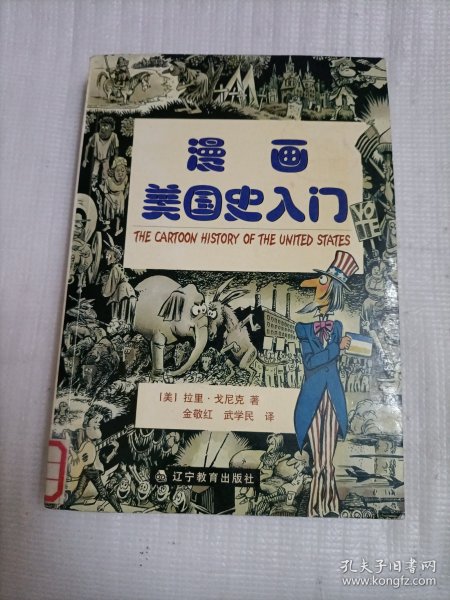 漫画
美国史入门
THE CARTOON HISTORY OF THE UNITED STATES
VOTE
[美] 拉里·戈尼克 著
金敬红 武学民 译
辽宁教育出版社
孔夫子旧书网
www.kongfz.com